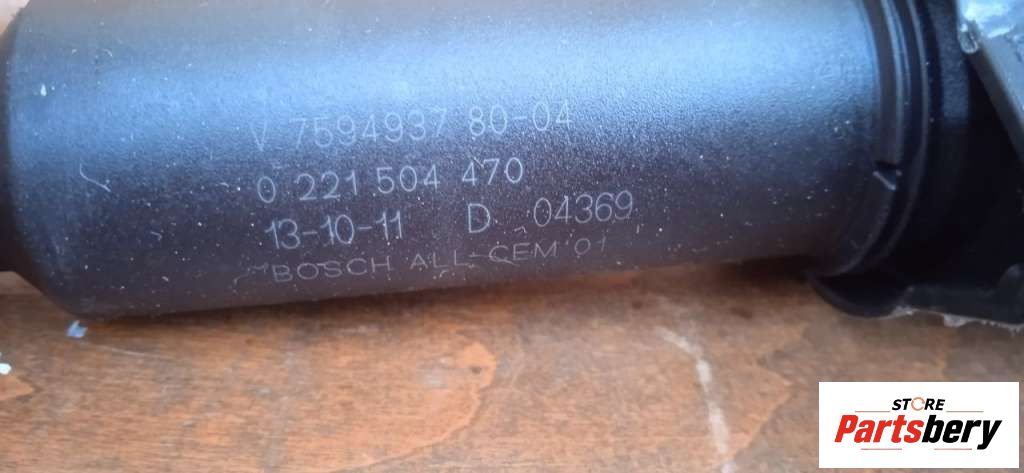 V 7594937 80-04
0 221 504 470
13-10-11 D 04369
BOSCH ALL-CEM 01
STORE
Partsbery